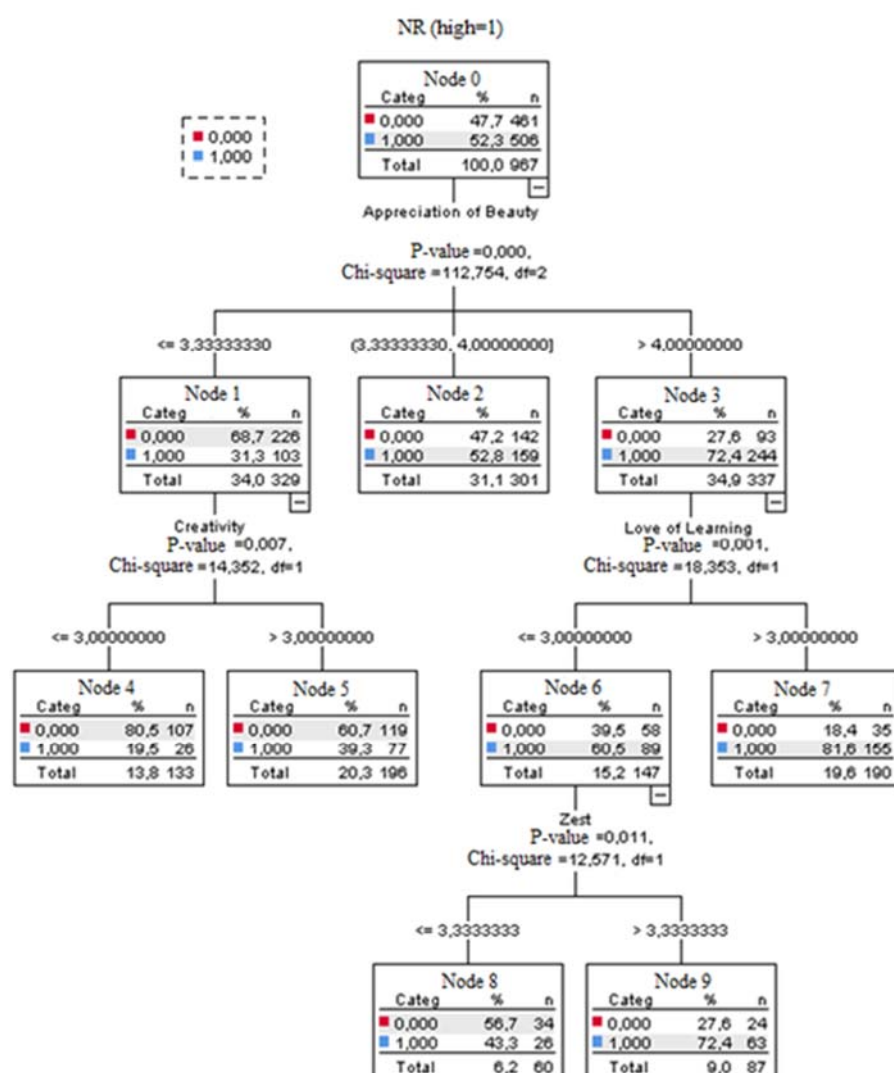 NR (high=1)
Node 0
Categ % n
0,000 47,7 461
1,000 52,3 506
Total 100,0 967
0,000
1,000
Appreciation of Beauty
P-value =0,000,
Chi-square =112,754, df=2
<= 3,33333330
(3,33333330, 4,00000000]
> 4,00000000
Node 1
Categ % n
0,000 68,7 226
1,000 31,3 103
Total 34,0 329
Node 2
Categ % n
0,000 47,2 142
1,000 52,8 159
Total 31,1 301
Node 3
Categ % n
0,000 27,6 93
1,000 72,4 244
Total 34,9 337
Creativity
P-value =0,007,
Chi-square =14,352, df=1
Love of Learning
P-value =0,001,
Chi-square =18,353, df=1
<= 3,00000000
> 3,00000000
<= 3,00000000
> 3,00000000
Node 4
Categ % n
0,000 80,5 107
1,000 19,5 26
Total 13,8 133
Node 5
Categ % n
0,000 60,7 119
1,000 39,3 77
Total 20,3 196
Node 6
Categ % n
0,000 39,5 58
1,000 60,5 89
Total 15,2 147
Node 7
Categ % n
0,000 18,4 35
1,000 81,6 155
Total 19,6 190
Zest
P-value =0,011,
Chi-square =12,571, df=1
<= 3,3333333
> 3,3333333
Node 8
Categ % n
0,000 56,7 34
1,000 43,3 26
Total 6,2 60
Node 9
Categ % n
0,000 27,6 24
1,000 72,4 63
Total 9,0 87